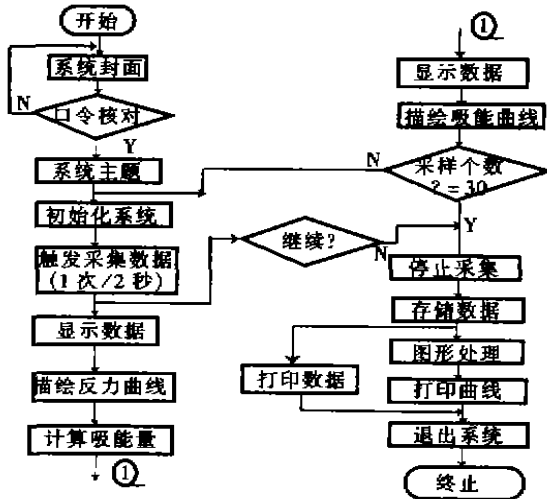 开始
系统封面
N
口令核对
Y
系统主题
初始化系统
触发采集数据
(1次/2秒)
显示数据
描绘反力曲线
计算吸能量
①
①
显示数据
描绘吸能曲线
N
采样个数
?=30
Y
继续?
N
停止采集
存储数据
图形处理
打印数据
打印曲线
退出系统
终止